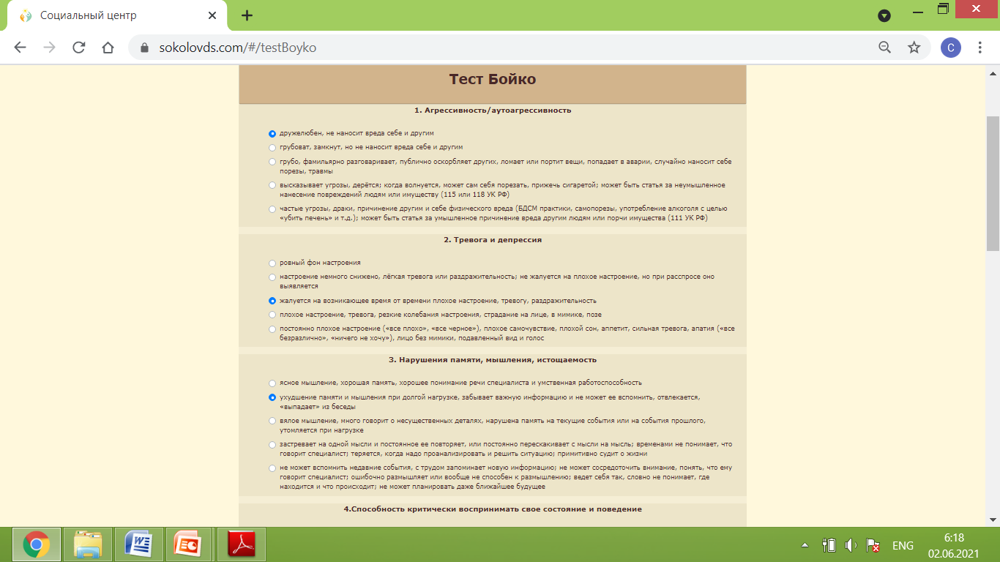 Социальный центр
sokolovds.com/#/testBoyko
C
Тест Бойко
1. Агрессивность/аутоагрессивность
дружелюбен, не наносит вреда себе и другим
грубоват, замкнут, но не наносит вреда себе и другим
грубо, фамильярно разговаривает, публично оскорбляет других, ломает или портит вещи, попадает в аварии, случайно наносит себе
порезы, травмы
высказывает угрозы, дерётся; когда волнуется, может сам себя порезать, прижечь сигаретой; может быть статья за неумышленное
нанесение повреждений людям или имуществу (115 или 118 УК РФ)
частые угрозы, драки, причинение другим и себе физического вреда (БДСМ практики, самопорезы, употребление алкоголя с целью
«убить печень» и т.д.); может быть статья за умышленное причинение вреда другим людям или порчи имущества (111 УК РФ)
2. Тревога и депрессия
ровный фон настроения
настроение немного снижено, лёгкая тревога или раздражительность; не жалуется на плохое настроение, но при расспросе оно
выявляется
жалуется на возникающее время от времени плохое настроение, тревогу, раздражительность
плохое настроение, тревога, резкие колебания настроения, страдание на лице, в мимике, позе
постоянно плохое настроение («все плохо», «все черное»), плохое самочувствие, плохой сон, аппетит, сильная тревога, апатия («все
безразлично», «ничего не хочу»), лицо без мимики, подавленный вид и голос
3. Нарушения памяти, мышления, истощаемость
ясное мышление, хорошая память, хорошее понимание речи специалиста и умственная работоспособность
ухудшение памяти и мышления при долгой нагрузке, забывает важную информацию и не может ее вспомнить, отвлекается,
«выпадает» из беседы
вялое мышление, много говорит о несущественных деталях, нарушена память на текущие события или на события прошлого,
утомляется при нагрузке
застревает на одной мысли и постоянное ее повторяет, или постоянно перескакивает с мысли на мысль; временами не понимает, что
говорит специалист; теряется, когда надо проанализировать и решить ситуацию; примитивно судит о жизни
не может вспомнить недавние события, с трудом запоминает новую информацию; не может сосредоточить внимание, понять, что ему
говорит специалист; ошибочно размышляет или вообще не способен к размышлению; ведет себя так, словно не понимает, где
находится и что происходит; не может планировать даже ближайшее будущее
4.Способность критически воспринимать свое состояние и поведение
ENG
6:18
02.06.2021